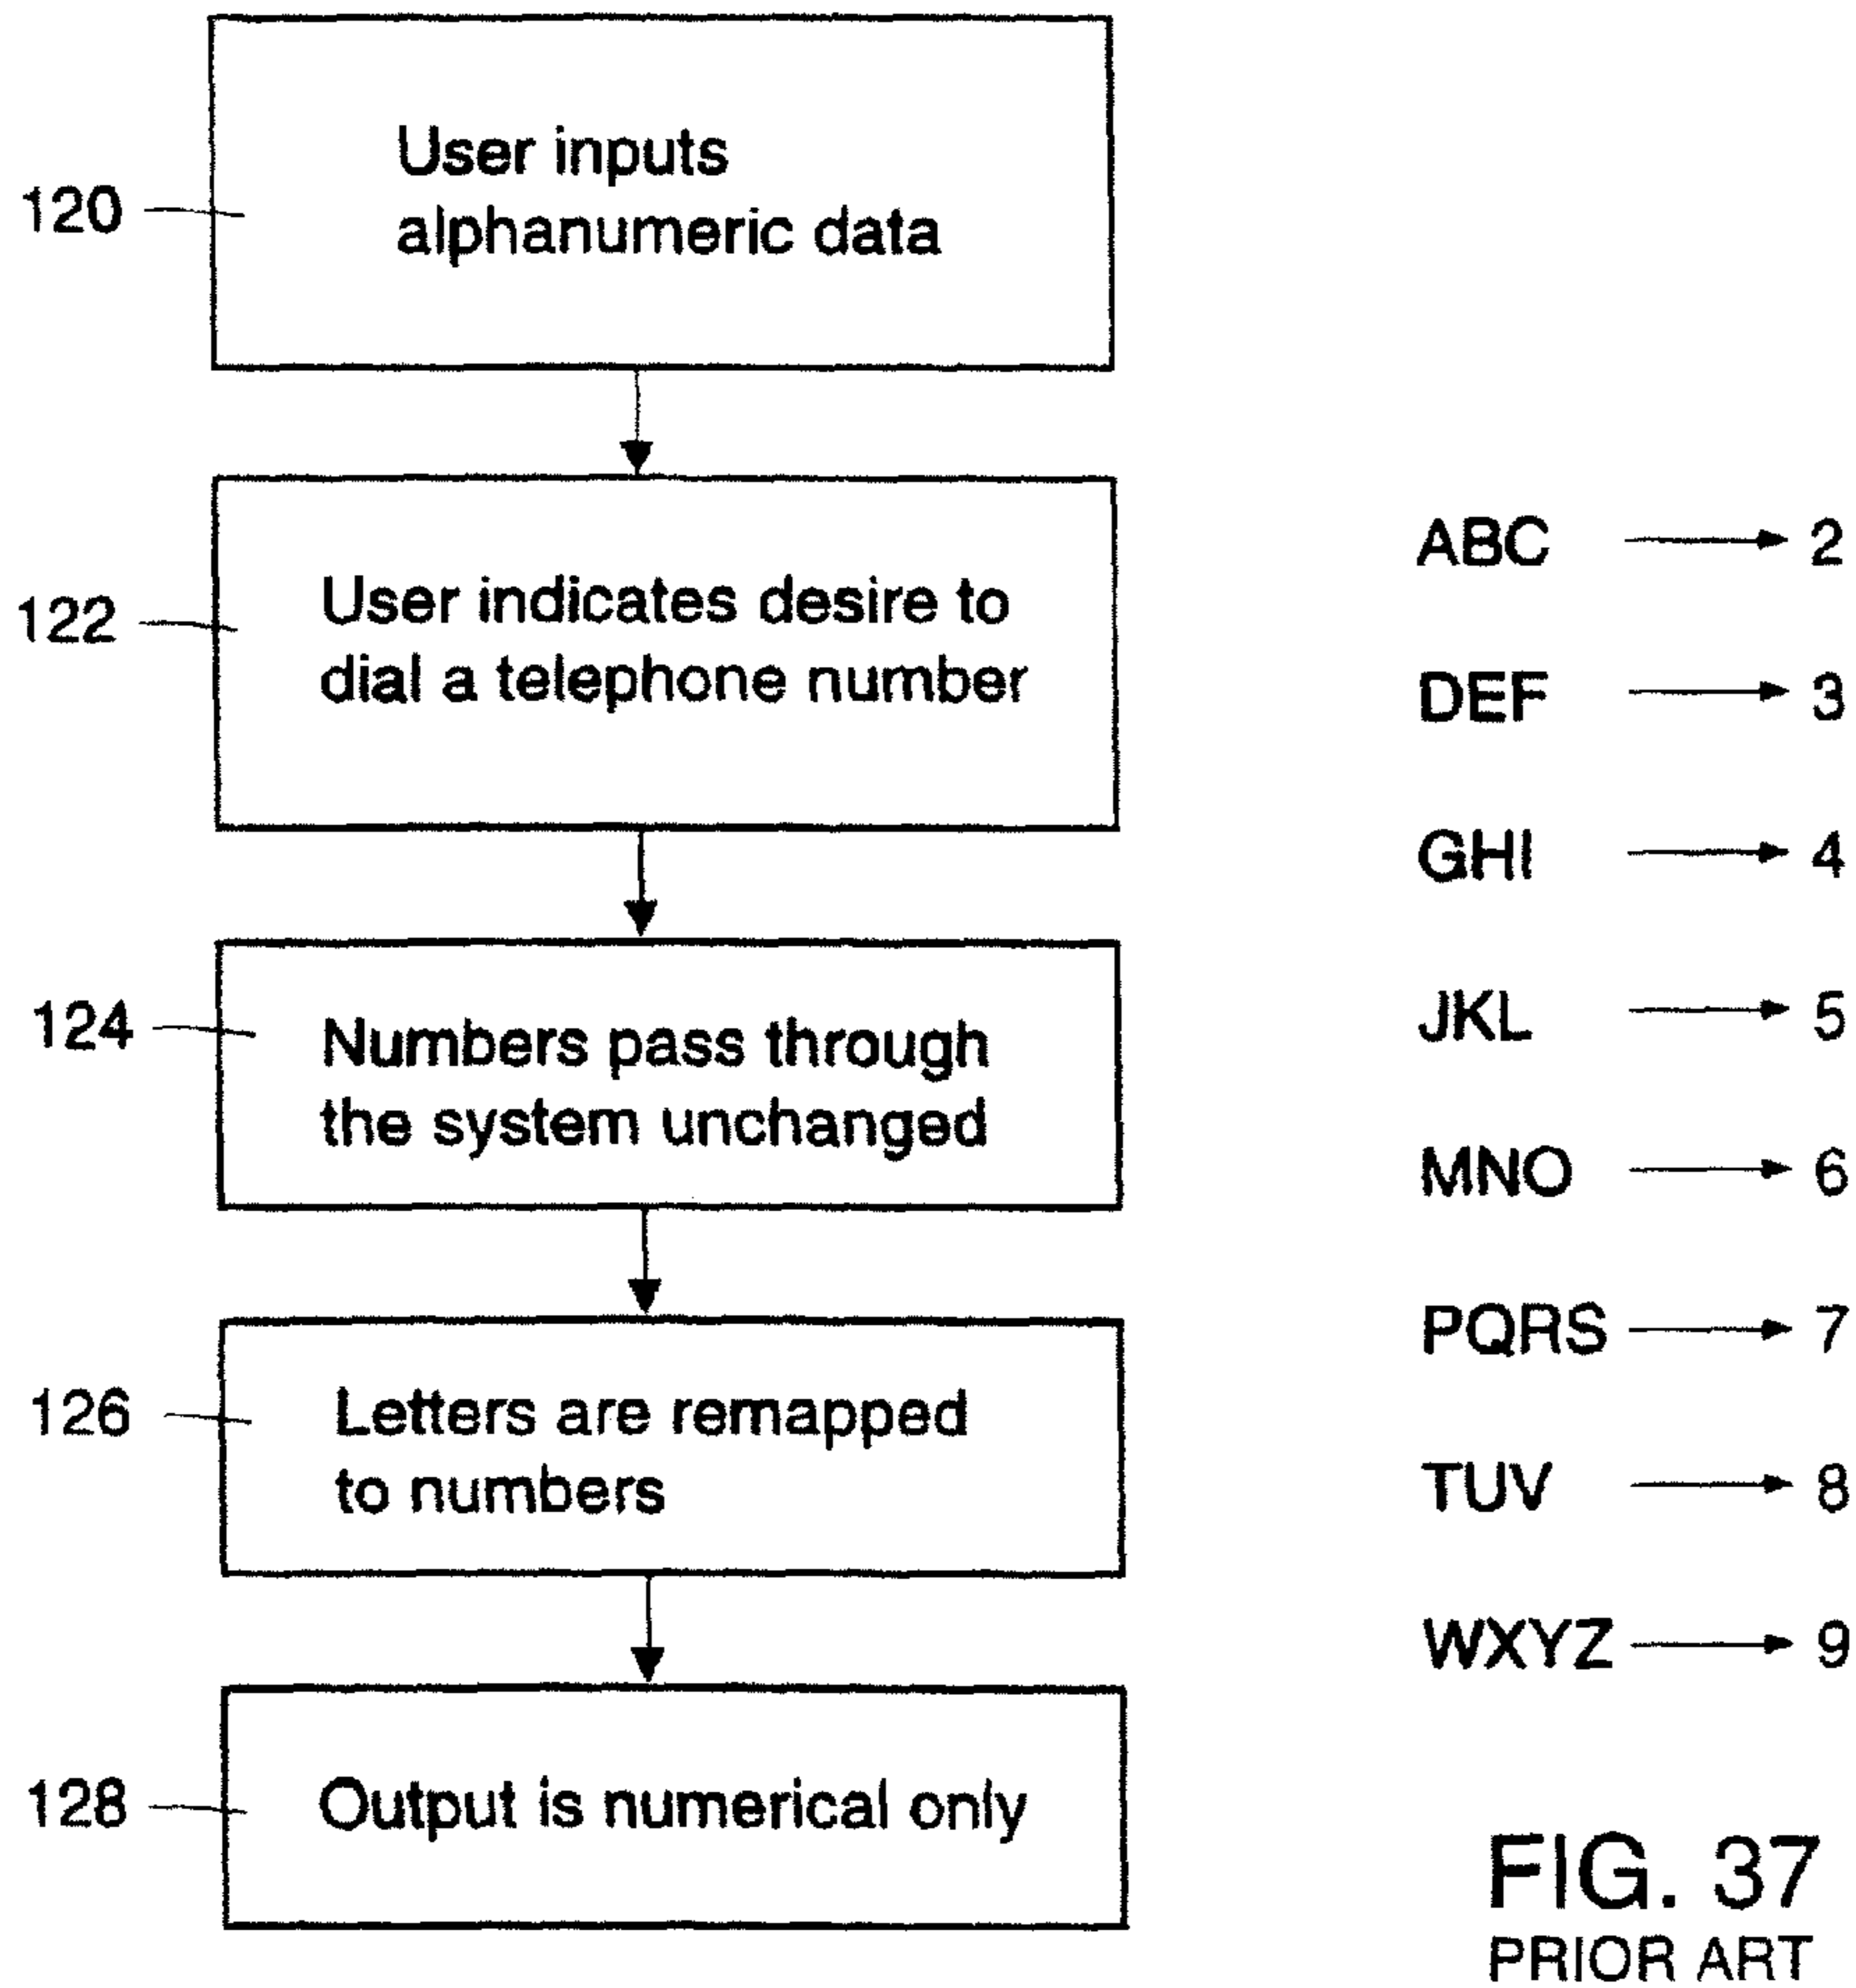 120
User inputs
alphanumeric data
122
User indicates desire to
dial a telephone number
124
Numbers pass through
the system unchanged
126
Letters are remapped
to numbers
128
Output is numerical only
ABC 2
DEF 3
GHI 4
JKL 5
MNO 6
PQRS 7
TUV 8
WXYZ 9
FIG. 37
PRIOR ART